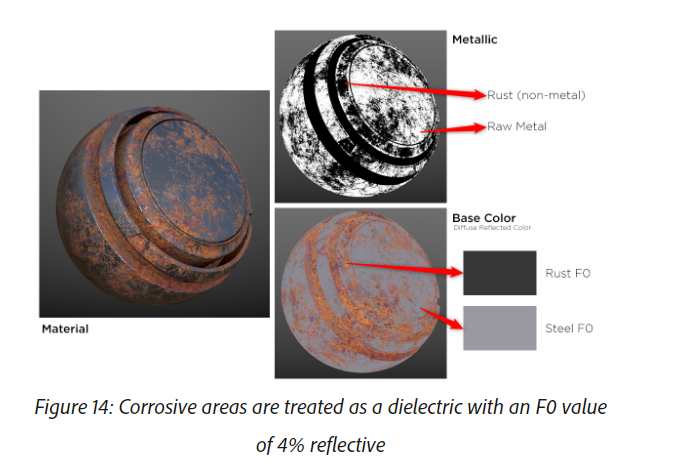 Metallic
Rust (non-metal)
Raw Metal
Base Color
Diffuse Reflected Color
Rust F0
Steel F0
Material
Figure 14: Corrosive areas are treated as a dielectric with an F0 value
of 4% reflective